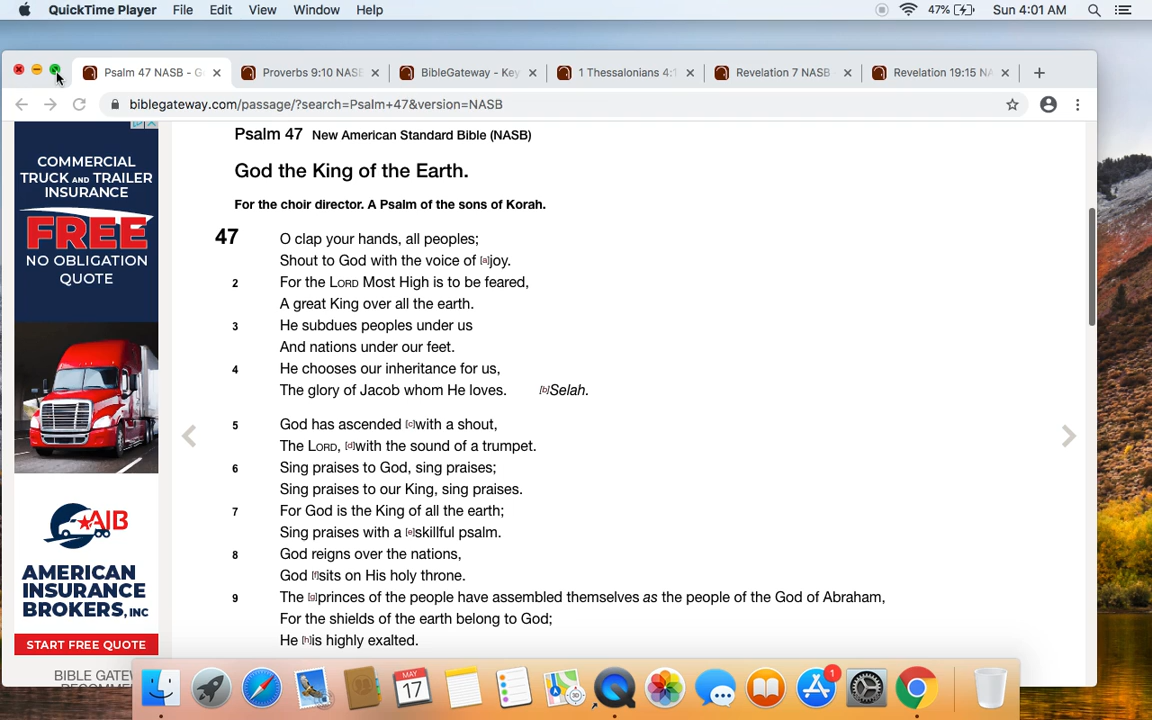 QuickTime Player File Edit View Window Help 47% Sun 4:01 AM
Psalm 47 NASB - G Proverbs 9:10 NASB BibleGateway - Key 1 Thessalonians 4:1 Revelation 7 NASB Revelation 19:15 NA
biblegateway.com/passage/?search=Psalm+47&version=NASB
COMMERCIAL
TRUCK AND TRAILER
INSURANCE
FREE
NO OBLIGATION
QUOTE
AIB
AMERICAN
INSURANCE
BROKERS, INC
START FREE QUOTE
BIBLE GATEW
RECOMME
Psalm 47 New American Standard Bible (NASB)
God the King of the Earth.
For the choir director. A Psalm of the sons of Korah.
47 O clap your hands, all peoples;
Shout to God with the voice of [a]joy.
2 For the LORD Most High is to be feared,
A great King over all the earth.
3 He subdues peoples under us
And nations under our feet.
4 He chooses our inheritance for us,
The glory of Jacob whom He loves. [b]Selah.
5 God has ascended [c]with a shout,
The LORD, [d]with the sound of a trumpet.
6 Sing praises to God, sing praises;
Sing praises to our King, sing praises.
7 For God is the King of all the earth;
Sing praises with a [e]skillful psalm.
8 God reigns over the nations,
God [f]sits on His holy throne.
9 The [g]princes of the people have assembled themselves as the people of the God of Abraham,
For the shields of the earth belong to God;
He [h]is highly exalted.
MAY
17
1